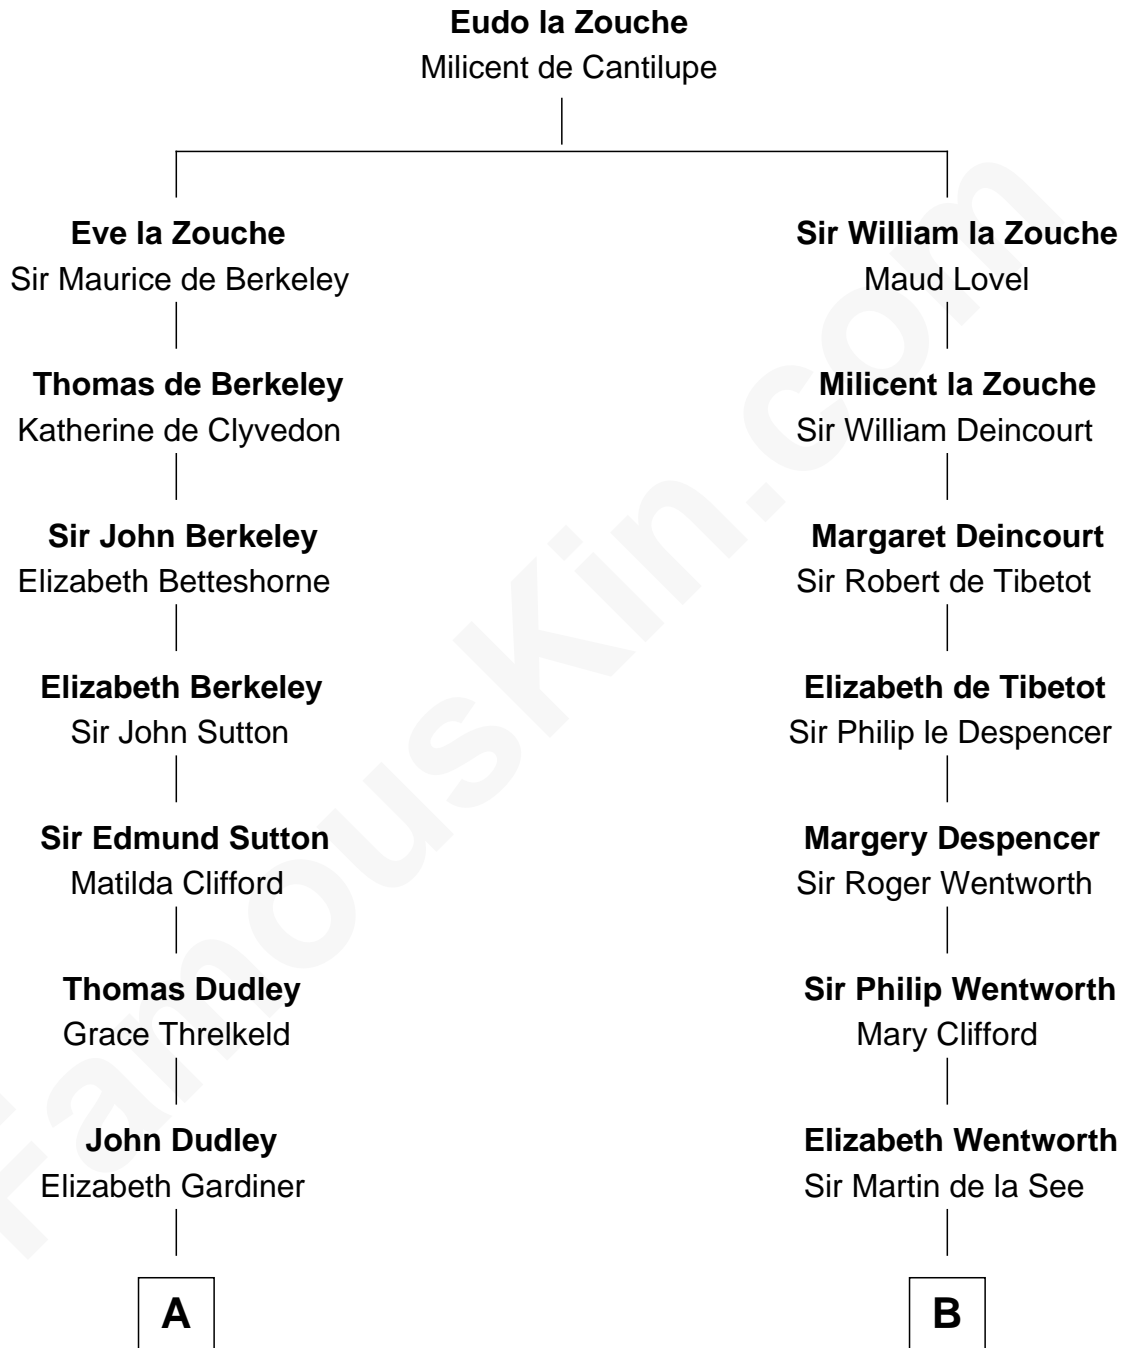 Eudo la Zouche
Milicent de Cantilupe
Eve la Zouche
Sir Maurice de Berkeley
Sir William la Zouche
Maud Lovel
Thomas de Berkeley
Katherine de Clyvedon
Milicent la Zouche
Sir William Deincourt
Sir John Berkeley
Elizabeth Betteshorne
Margaret Deincourt
Sir Robert de Tibetot
Elizabeth Berkeley
Sir John Sutton
Elizabeth de Tibetot
Sir Philip le Despencer
Sir Edmund Sutton
Matilda Clifford
Margery Despencer
Sir Roger Wentworth
Thomas Dudley
Grace Threlkeld
Sir Philip Wentworth
Mary Clifford
John Dudley
Elizabeth Gardiner
Elizabeth Wentworth
Sir Martin de la See
A
B
FamousKin.com